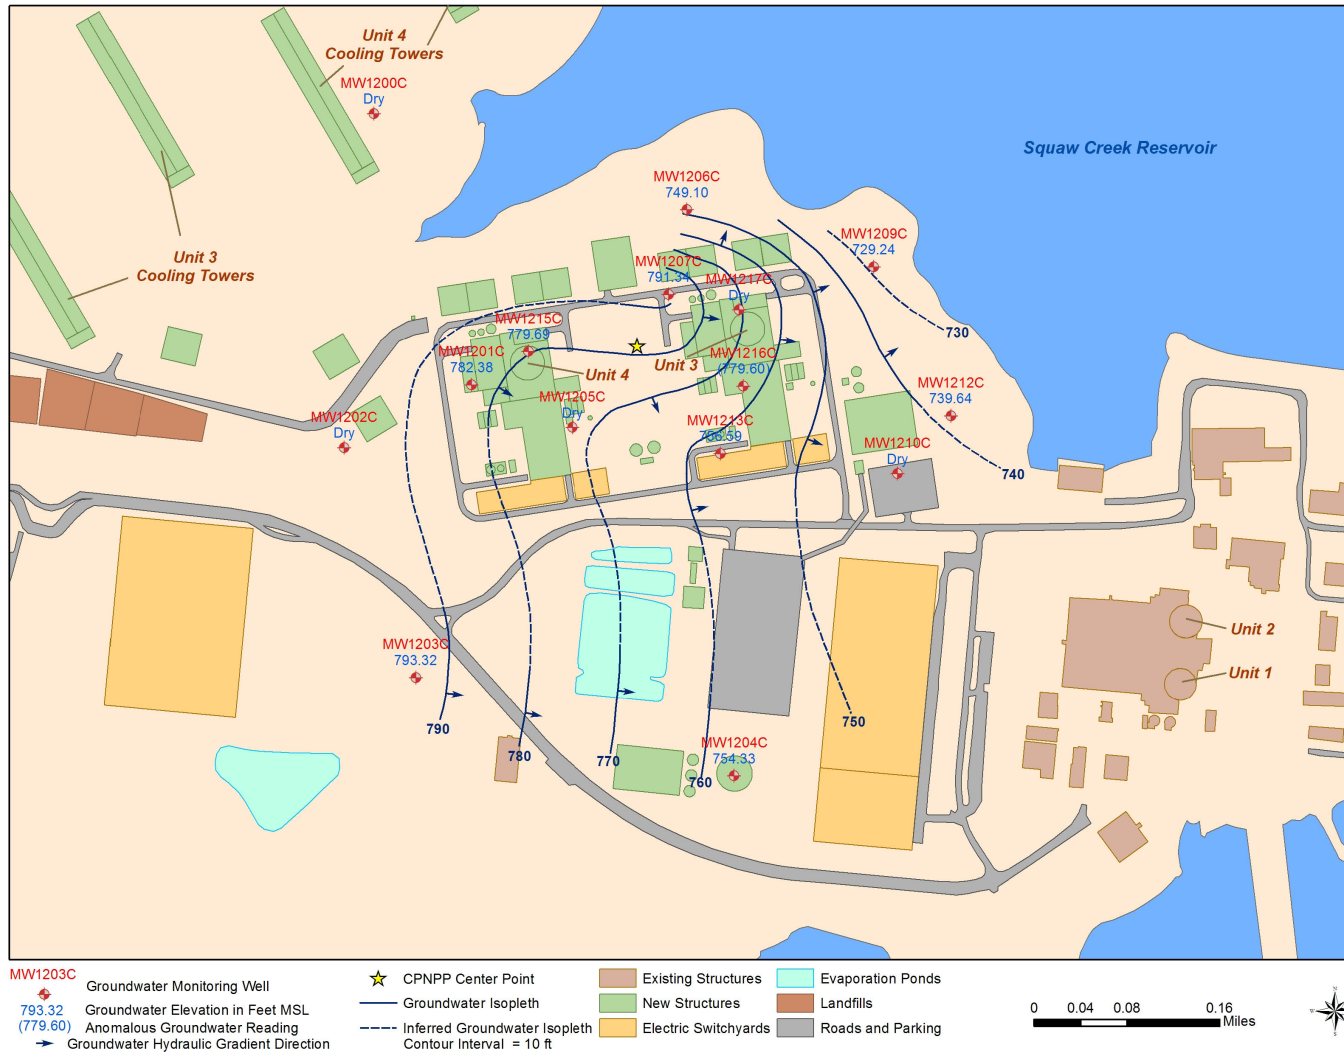 Unit 4
Cooling Towers
MW1200C
Dry
Squaw Creek Reservoir
MW1206C
749.10
MW1209C
729.24
Unit 3
Cooling Towers
MW1207C
791.34
MW1217C
Dry
MW1215C
779.69
730
MW1201C
782.38
Unit 4
Unit 3
MW1216C
(779.60)
MW1205C
Dry
MW1212C
739.64
MW1202C
Dry
MW1213C
766.59
MW1210C
Dry
740
MW1203C
793.32
Unit 2
Unit 1
790
780
770
760
750
MW1204C
754.33
MW1203C
Groundwater Monitoring Well
793.32
Groundwater Elevation in Feet MSL
(779.60)
Anomalous Groundwater Reading
Groundwater Hydraulic Gradient Direction
CPNPP Center Point
Groundwater Isopleth
Inferred Groundwater Isopleth
Contour Interval = 10 ft
Existing Structures
New Structures
Electric Switchyards
Evaporation Ponds
Landfills
Roads and Parking
0 0.04 0.08 0.16
Miles